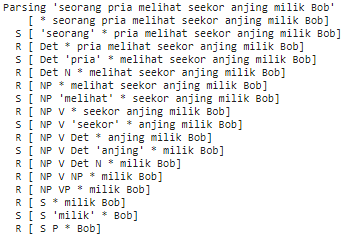 Parsing 'seorang pria melihat seekor anjing milik Bob'
[ * seorang pria melihat seekor anjing milik Bob]
S [ 'seorang' * pria melihat seekor anjing milik Bob]
R [ Det * pria melihat seekor anjing milik Bob]
S [ Det 'pria' * melihat seekor anjing milik Bob]
R [ Det N * melihat seekor anjing milik Bob]
R [ NP * melihat seekor anjing milik Bob]
S [ NP 'melihat' * seekor anjing milik Bob]
R [ NP V * seekor anjing milik Bob]
S [ NP V 'seekor' * anjing milik Bob]
R [ NP V Det * anjing milik Bob]
S [ NP V Det 'anjing' * milik Bob]
R [ NP V Det N * milik Bob]
R [ NP V NP * milik Bob]
R [ NP VP * milik Bob]
R [ S * milik Bob]
S [ S 'milik' * Bob]
R [ S P * Bob]